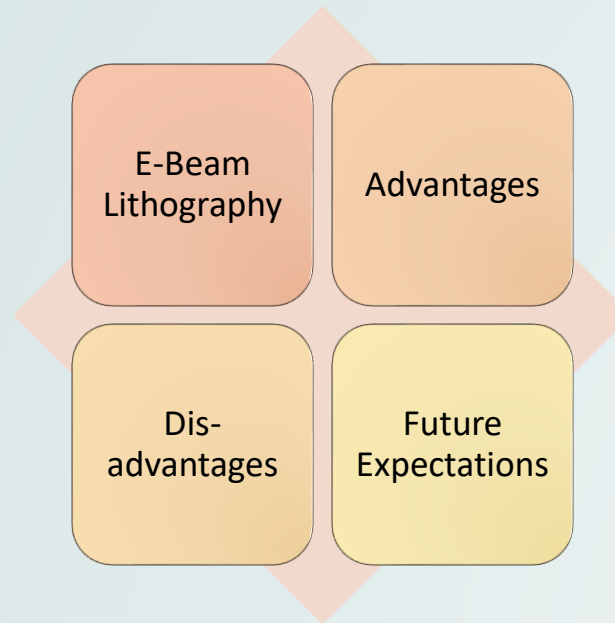 E-Beam
Lithography
Advantages
Dis-
advantages
Future
Expectations